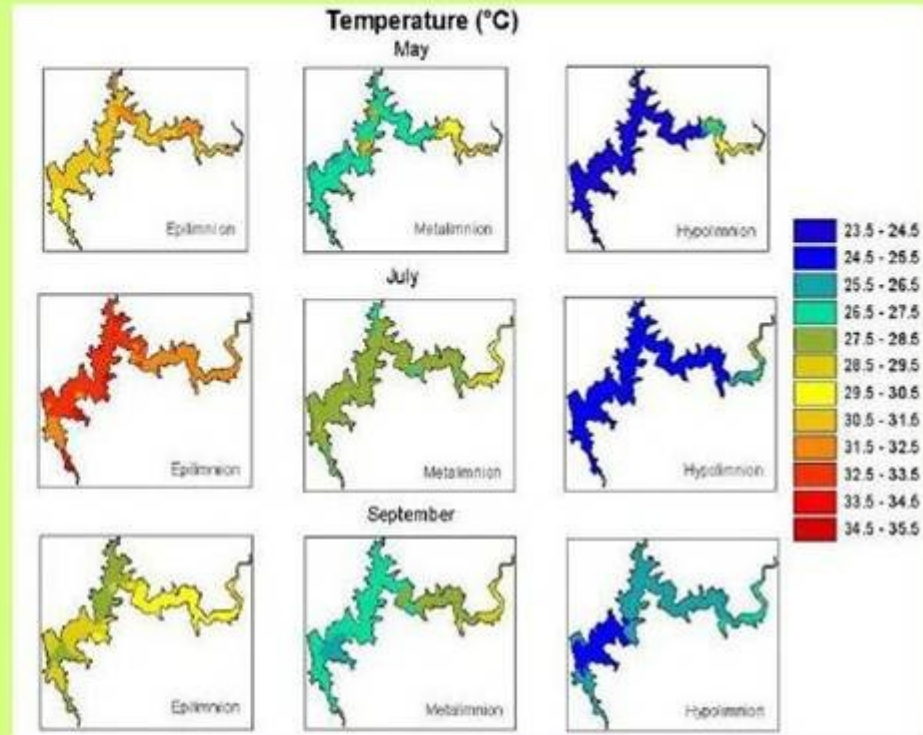 Temperature (°C)
May
Epilimnion
Metalimnion
Hypolimnion
July
Epilimnion
Metalimnion
Hypolimnion
September
Epilimnion
Metalimnion
Hypolimnion
23.5 - 24.5
24.5 - 25.5
25.5 - 26.5
26.5 - 27.5
27.5 - 28.5
28.5 - 29.5
29.5 - 30.5
30.5 - 31.5
31.5 - 32.5
32.5 - 33.5
33.5 - 34.5
34.5 - 35.5